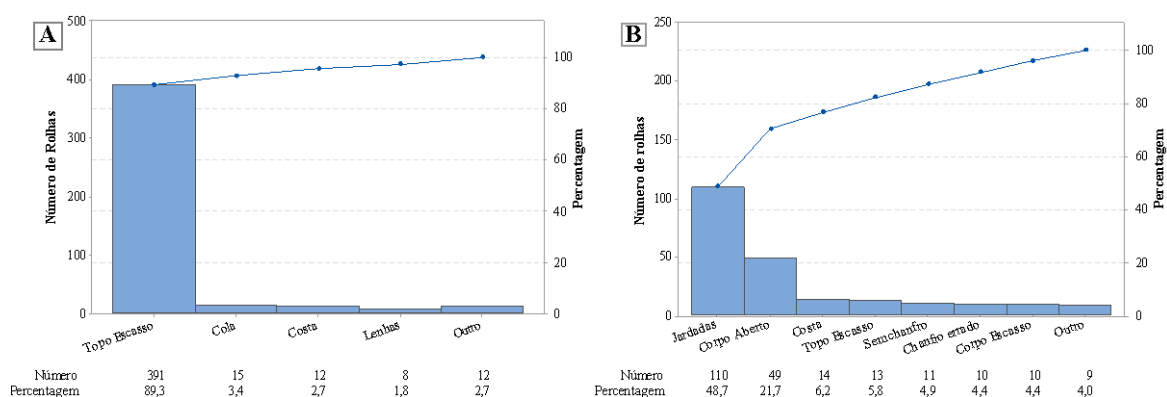 A
500
400
300
200
100
0
Número de Rolhas
100
80
60
40
20
0
Percentagem
Topo Escasso Cola Costa Lenhas Outro
Número 391 15 12 8 12
Percentagem 89,3 3,4 2,7 1,8 2,7
B
250
200
150
100
50
0
Número de rolhas
100
80
60
40
20
0
Percentagem
Jardadas Corpo Aberto Costa Topo Escasso Semchanfro Chanfro errado Corpo Escasso Outro
Número 110 49 14 13 11 10 10 9
Percentagem 48,7 21,7 6,2 5,8 4,9 4,4 4,4 4,0